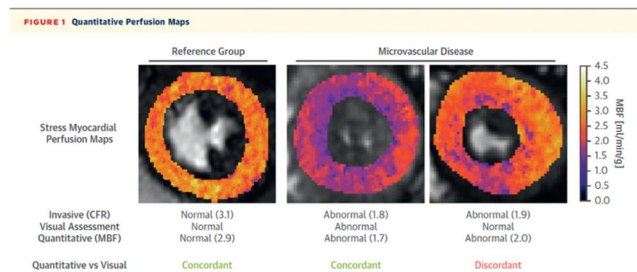 FIGURE 1 Quantitative Perfusion Maps
Reference Group Microvascular Disease
Stress Myocardial
Perfusion Maps
4.5
4.0
3.5
3.0
2.5
2.0
1.5
1.0
0.5
0.0
MBF [ml/min/g]
Invasive (CFR) Normal (3.1) Abnormal (1.8) Abnormal (1.9)
Visual Assessment Normal Abnormal Normal
Quantitative (MBF) Normal (2.9) Abnormal (1.7) Abnormal (2.0)
Quantitative vs Visual Concordant Concordant Discordant